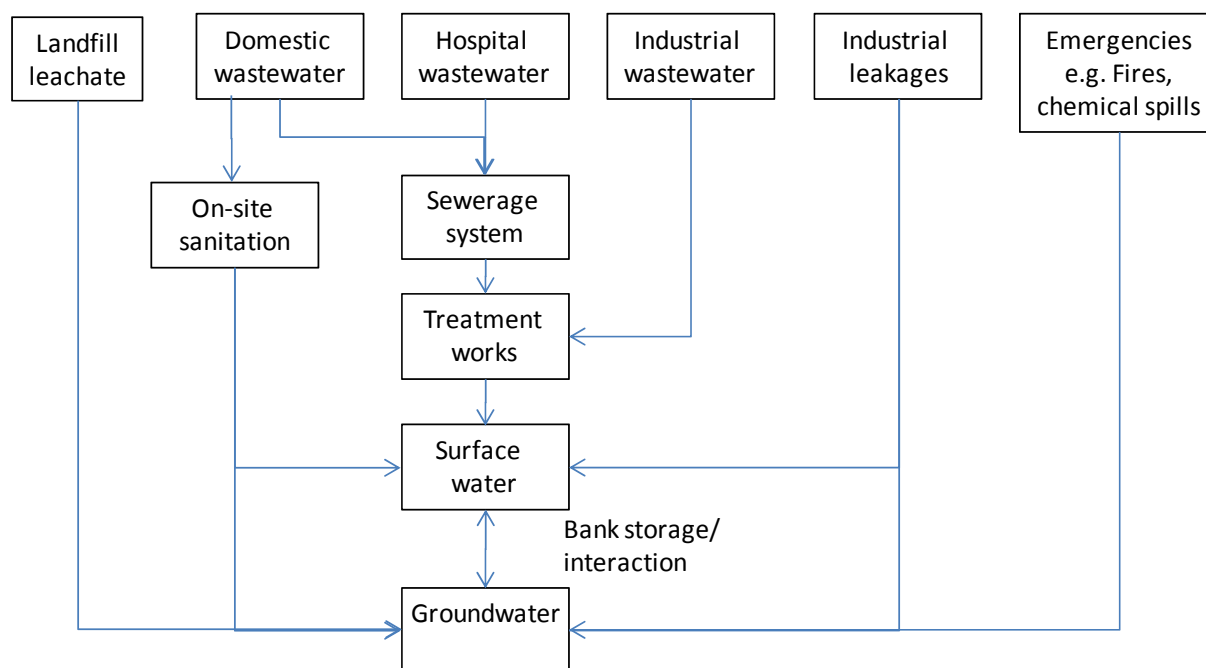 Landfill
leachate
Domestic
wastewater
Hospital
wastewater
Industrial
wastewater
Industrial
leakages
Emergencies
e.g. Fires,
chemical spills
On-site
sanitation
Sewerage
system
Treatment
works
Surface
water
Bank storage/
interaction
Groundwater